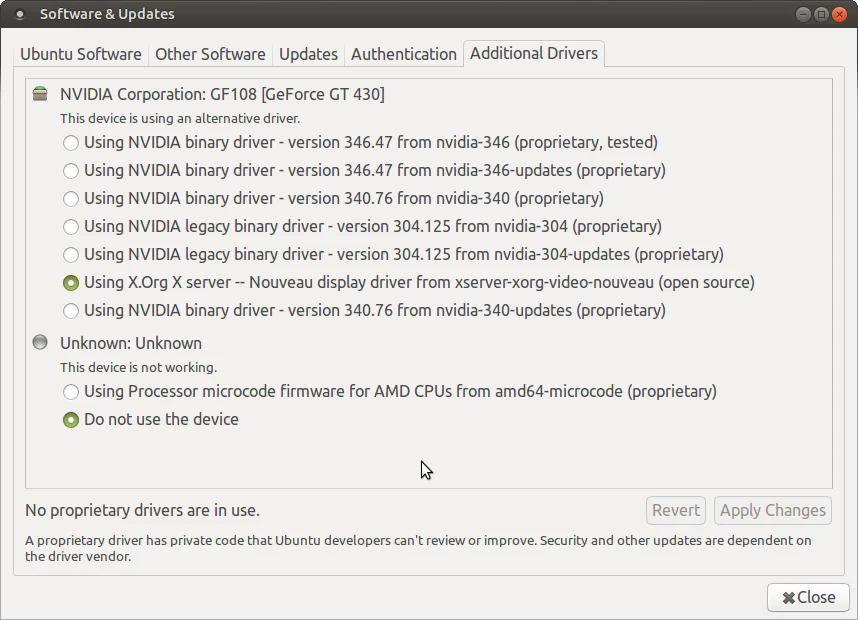 Software & Updates
Ubuntu Software
Other Software
Updates
Authentication
Additional Drivers
NVIDIA Corporation: GF108 [GeForce GT 430]
This device is using an alternative driver.
Using NVIDIA binary driver - version 346.47 from nvidia-346 (proprietary, tested)
Using NVIDIA binary driver - version 346.47 from nvidia-346-updates (proprietary)
Using NVIDIA binary driver - version 340.76 from nvidia-340 (proprietary)
Using NVIDIA legacy binary driver - version 304.125 from nvidia-304 (proprietary)
Using NVIDIA legacy binary driver - version 304.125 from nvidia-304-updates (proprietary)
Using X.Org X server -- Nouveau display driver from xserver-xorg-video-nouveau (open source)
Using NVIDIA binary driver - version 340.76 from nvidia-340-updates (proprietary)
Unknown: Unknown
This device is not working.
Using Processor microcode firmware for AMD CPUs from amd64-microcode (proprietary)
Do not use the device
No proprietary drivers are in use.
Revert
Apply Changes
A proprietary driver has private code that Ubuntu developers can't review or improve. Security and other updates are dependent on
the driver vendor.
Close